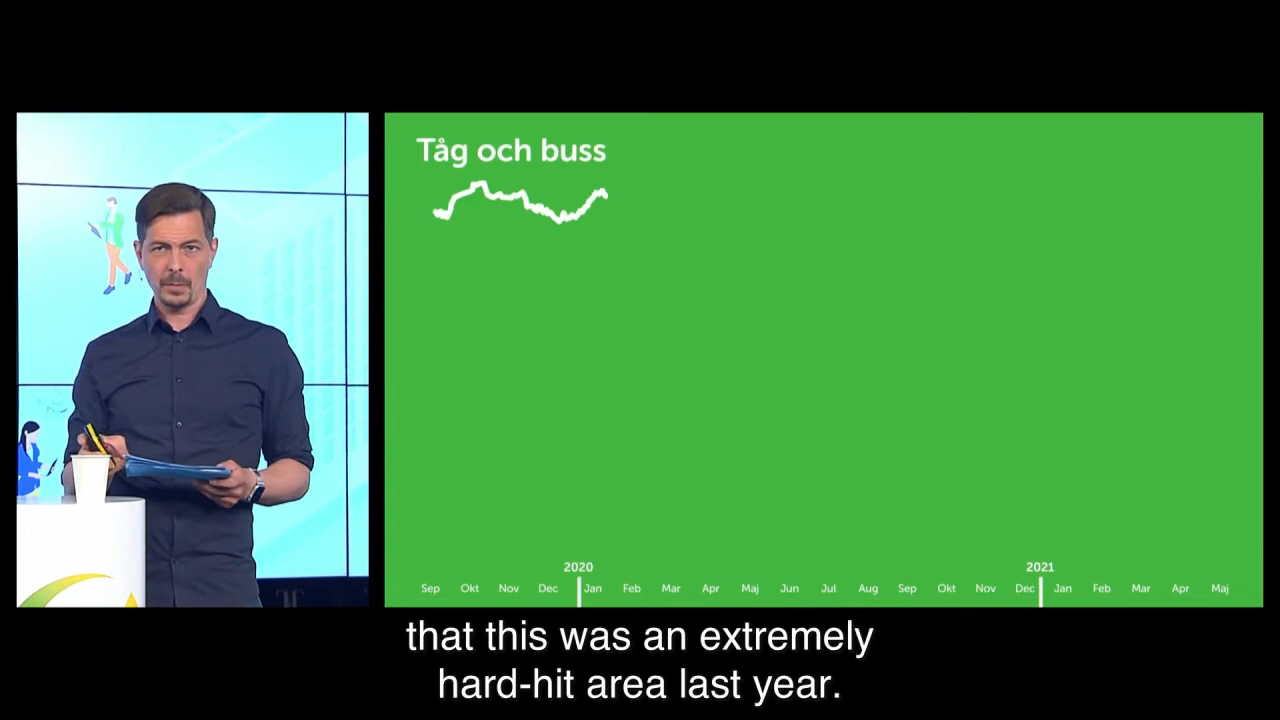 Tåg och buss
2020
2021
Sep Okt Nov Dec Jan Feb Mar Apr Maj Jun Jul Aug Sep Okt Nov Dec Jan Feb Mar Apr Maj
that this was an extremely
hard-hit area last year.